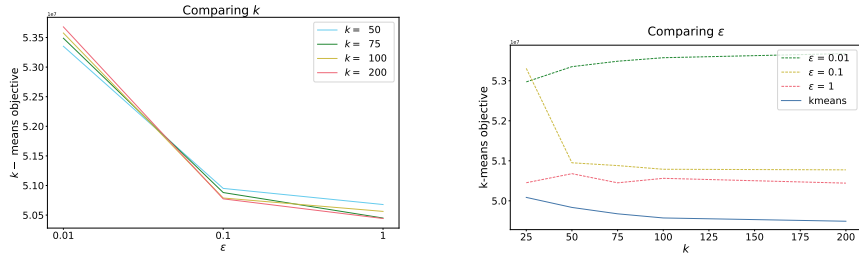 Comparing k
1e7
k = 50
k = 75
k = 100
k = 200
5.35
5.30
5.25
5.20
5.15
5.10
5.05
k− means objective
0.01
0.1
1
ε
Comparing ε
1e7
ε = 0.01
ε = 0.1
ε = 1
kmeans
5.3
5.2
5.1
5.0
k-means objective
25
50
75
100
125
150
175
200
k